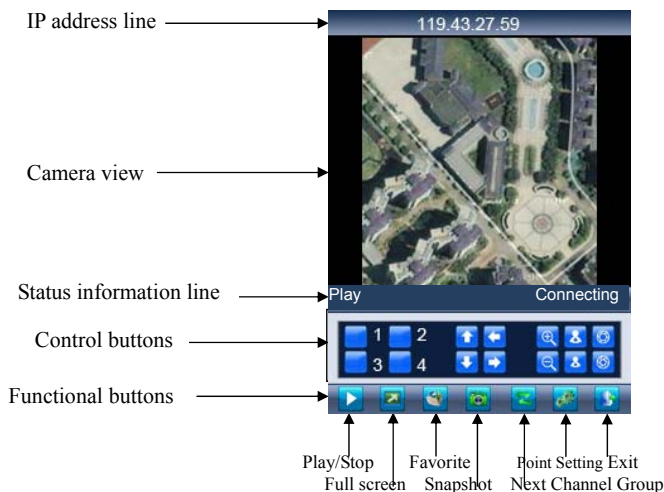 IP address line
119.43.27.59
Camera view
Status information line
Play Connecting
Control buttons
1 2
3 4
Functional buttons
Play/Stop Favorite Point Setting Exit
Full screen Snapshot Next Channel Group